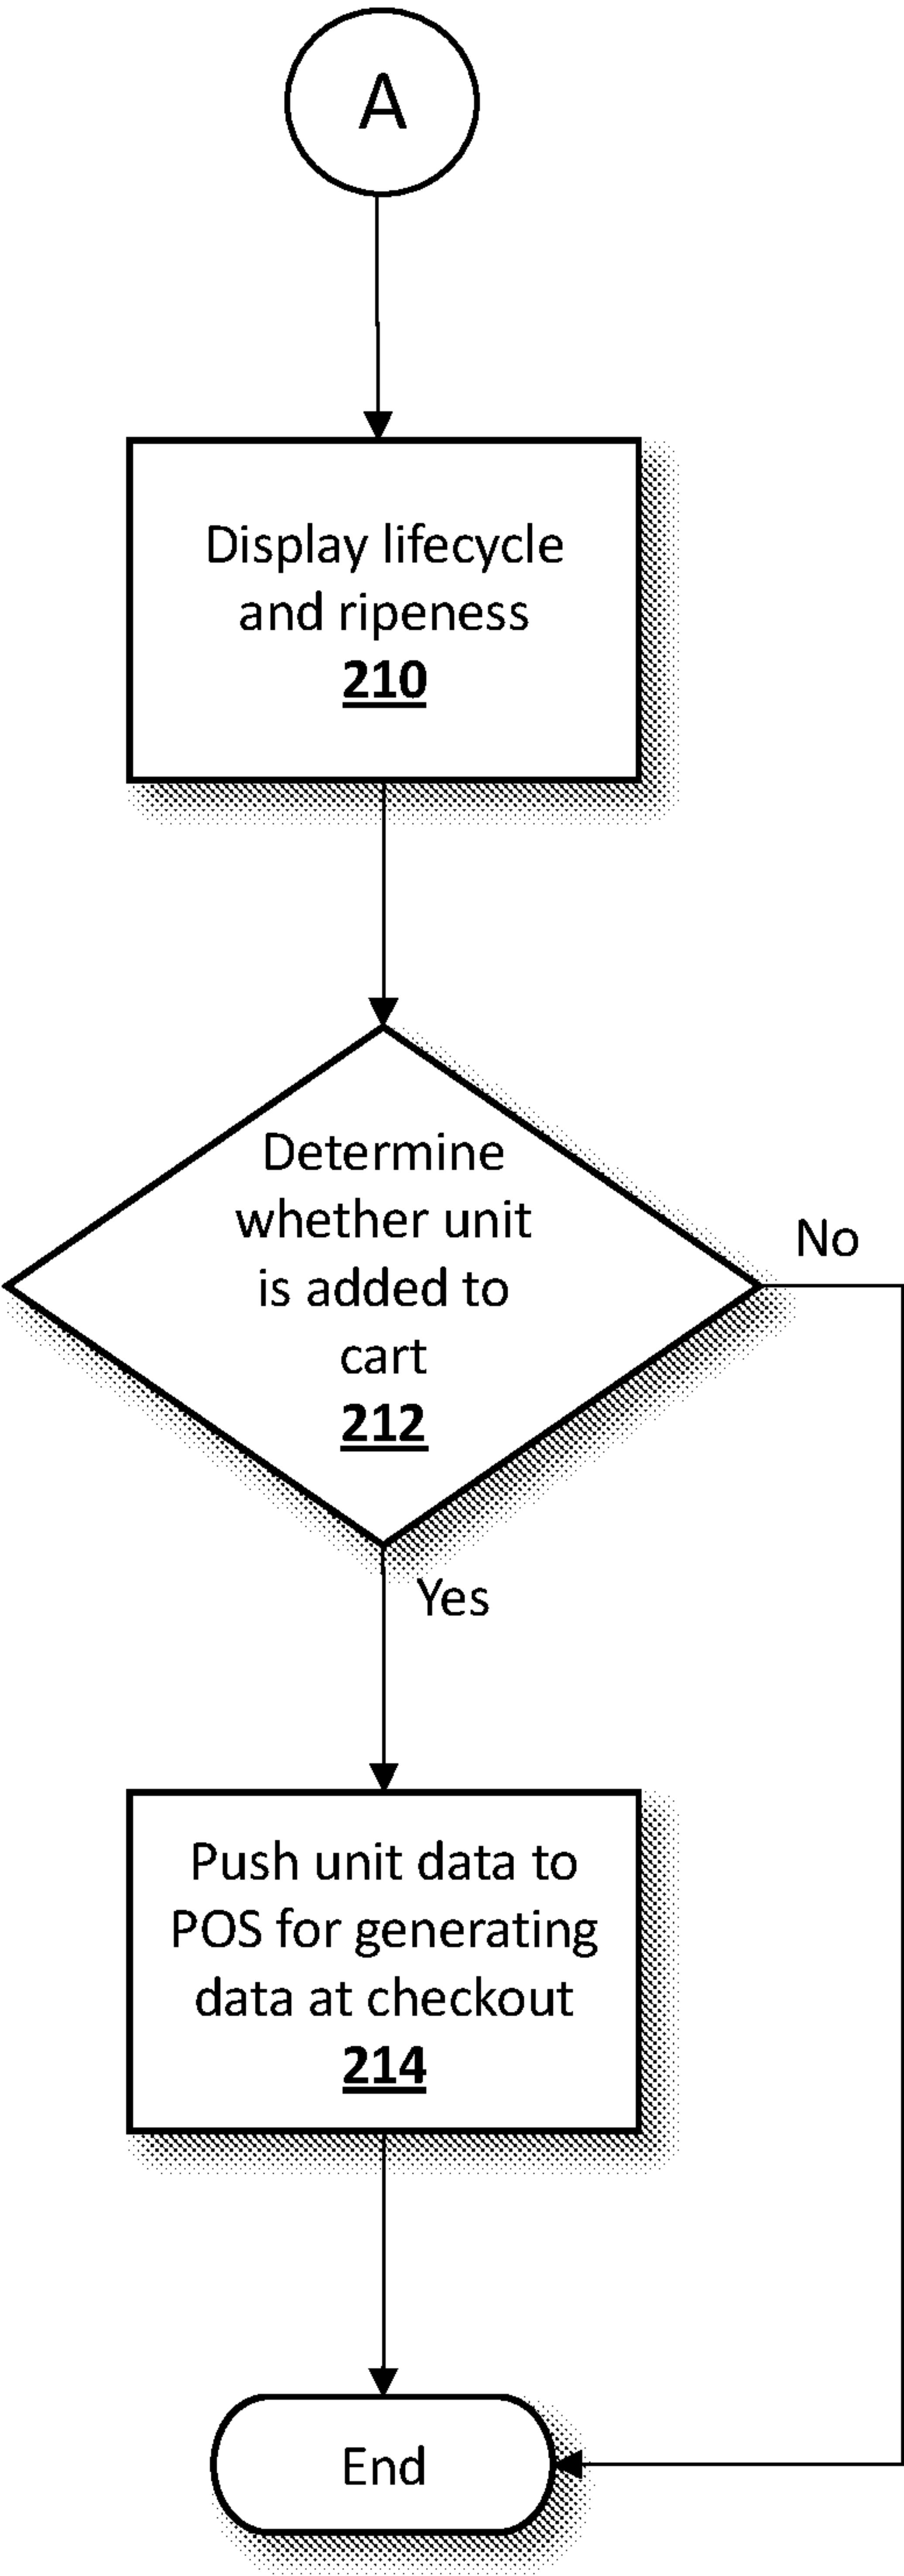 A
Display lifecycle
and ripeness
210
Determine
whether unit
is added to
cart
212
No
Yes
Push unit data to
POS for generating
data at checkout
214
End